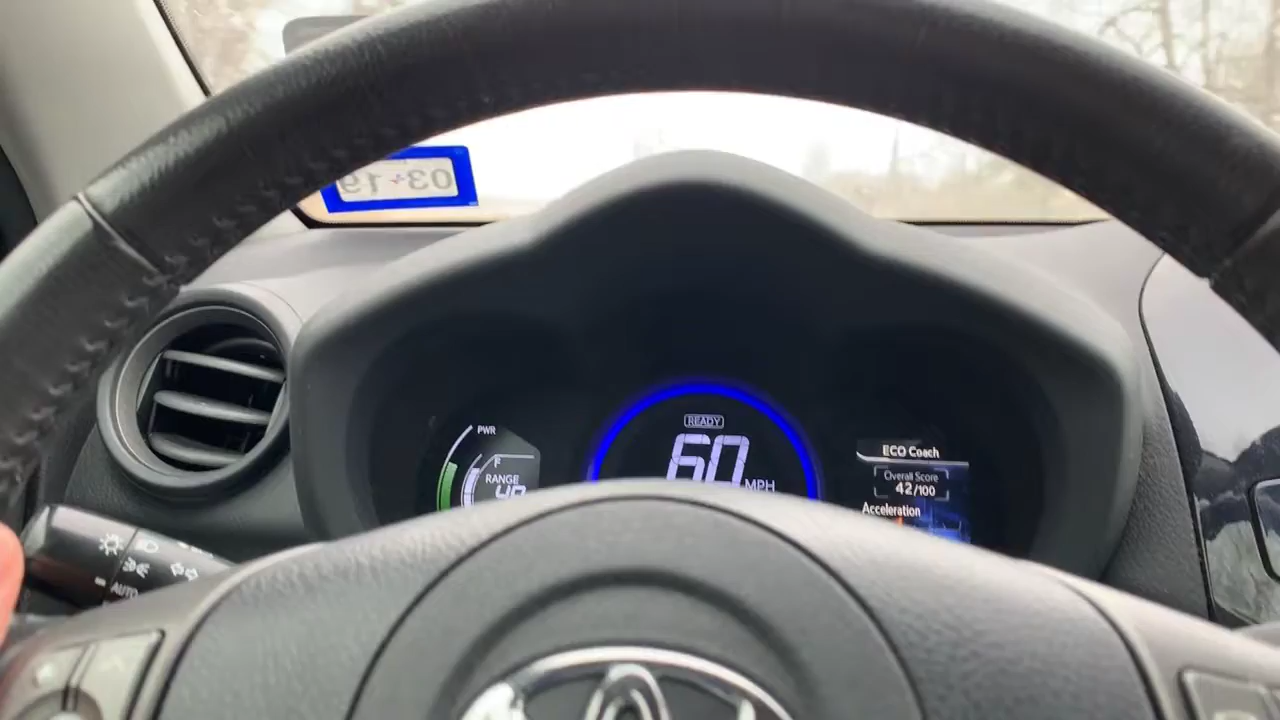 03 19
PWR
F
RANGE
READY
60
MPH
ECO Coach
Overall Score
42/100
Acceleration
AUTO